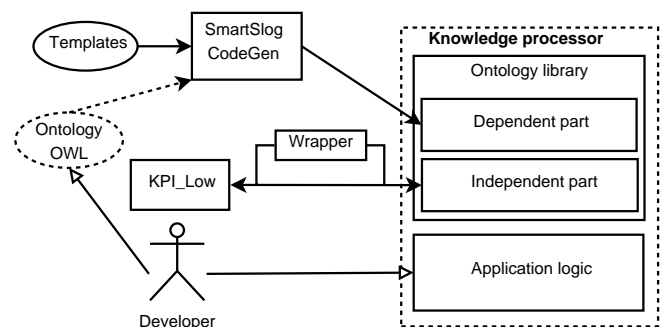 Templates
SmartSlog
CodeGen
Knowledge processor
Ontology library
Dependent part
Ontology
OWL
Wrapper
KPI_Low
Independent part
Application logic
Developer